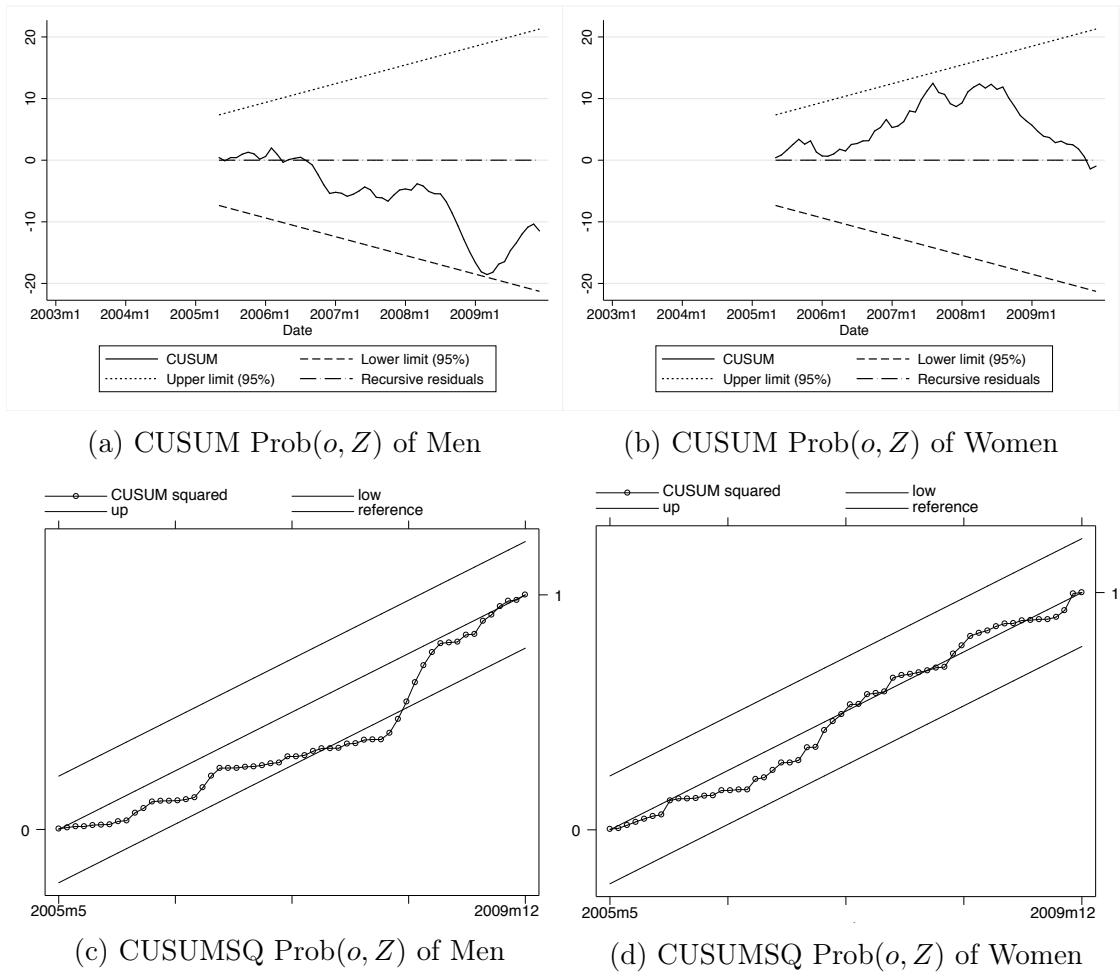 20
10
0
-10
-20
2003m1 2004m1 2005m1 2006m1 2007m1 2008m1 2009m1
Date
CUSUM Lower limit (95%)
Upper limit (95%) Recursive residuals
(a) CUSUM Prob(o, Z) of Men
20
10
0
-10
-20
2003m1 2004m1 2005m1 2006m1 2007m1 2008m1 2009m1
Date
CUSUM Lower limit (95%)
Upper limit (95%) Recursive residuals
(b) CUSUM Prob(o, Z) of Women
CUSUM squared low
up reference
1
0
2005m5 2009m12
(c) CUSUMSQ Prob(o, Z) of Men
CUSUM squared low
up reference
1
0
2005m5 2009m12
(d) CUSUMSQ Prob(o, Z) of Women